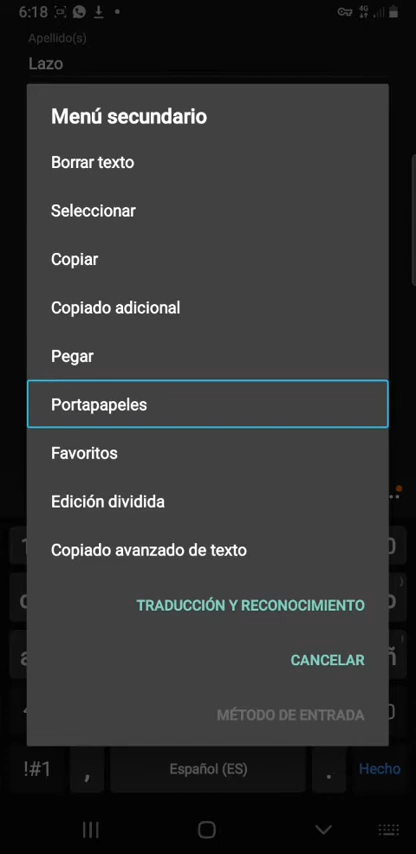 6:18
4G
Apellido(s)
Lazo
Menú secundario
Borrar texto
Seleccionar
Copiar
Copiado adicional
Pegar
Portapapeles
Favoritos
Edición dividida
Copiado avanzado de texto
TRADUCCIÓN Y RECONOCIMIENTO
CANCELAR
MÉTODO DE ENTRADA
!#1 , Español (ES) . Hecho